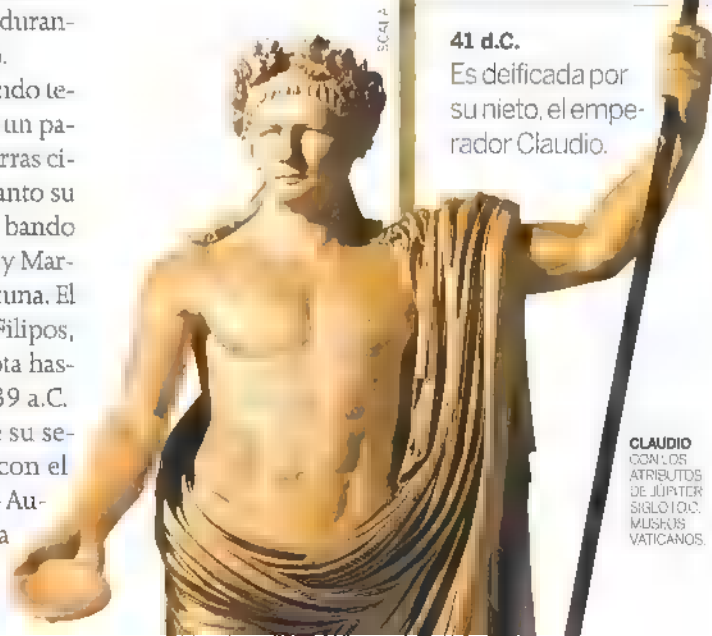 duran-
o.
ndo te-
un pa-
rras ci-
anto su
bando
y Mar-
tuna. El
Filipos,
ota has-
39 a.C.
e su se-
con el
Au-
a
SCALA
41 d.C.
Es deificada por
su nieto, el empe-
rador Claudio.
CLAUDIO
CON LOS
ATRIBUTOS
DE JÚPITER
SIGLO I D.C.
MUSEOS
VATICANOS.